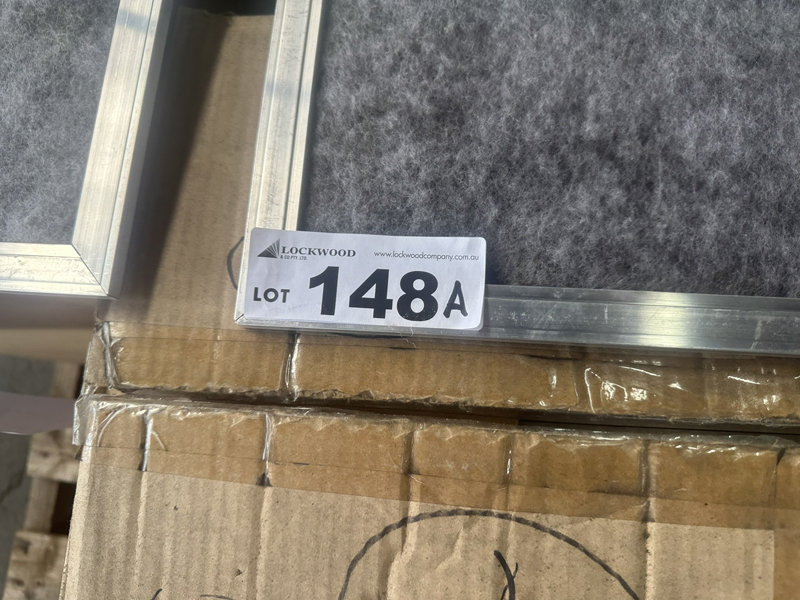 LOCKWOOD
& CO PTY. LTD.
www.lockwoodcompany.com.au
LOT 148A